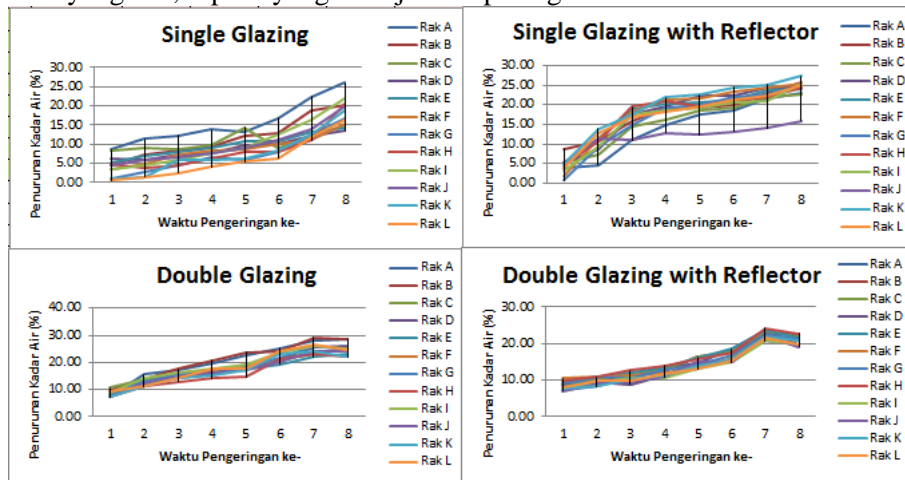 Single Glazing
Penurunan Kadar Air (%)
30.00
25.00
20.00
15.00
10.00
5.00
0.00
1 2 3 4 5 6 7 8
Waktu Pengeringan ke-
Rak A
Rak B
Rak C
Rak D
Rak E
Rak F
Rak G
Rak H
Rak I
Rak J
Rak K
Rak L
Single Glazing with Reflector
Penurunan Kadar Air (%)
30.00
25.00
20.00
15.00
10.00
5.00
0.00
1 2 3 4 5 6 7 8
Waktu Pengeringan ke-
Rak A
Rak B
Rak C
Rak D
Rak E
Rak F
Rak G
Rak H
Rak I
Rak J
Rak K
Rak L
Double Glazing
Penurunan Kadar Air (%)
40.00
30.00
20.00
10.00
0.00
1 2 3 4 5 6 7 8
Waktu Pengeringan ke-
Rak A
Rak B
Rak C
Rak D
Rak E
Rak F
Rak G
Rak H
Rak I
Rak J
Rak K
Rak L
Double Glazing with Reflector
Penurunan Kadar Air (%)
30.00
20.00
10.00
0.00
1 2 3 4 5 6 7 8
Waktu Pengeringan ke-
Rak A
Rak B
Rak C
Rak D
Rak E
Rak F
Rak G
Rak H
Rak I
Rak J
Rak K
Rak L